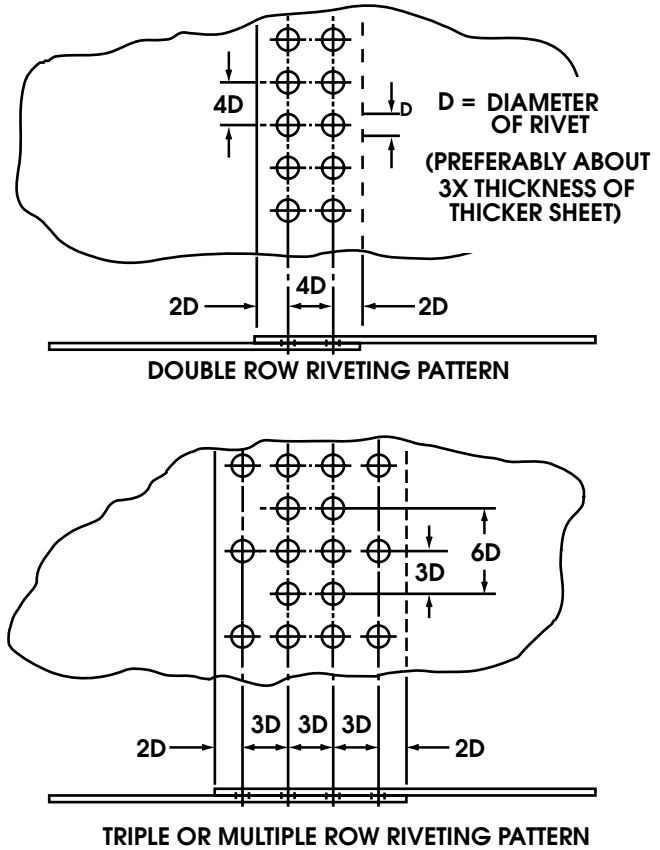 4D
D
D = DIAMETER
OF RIVET
(PREFERABLY ABOUT
3X THICKNESS OF
THICKER SHEET)
4D
2D
2D
DOUBLE ROW RIVETING PATTERN
6D
3D
3D 3D 3D
2D
2D
TRIPLE OR MULTIPLE ROW RIVETING PATTERN